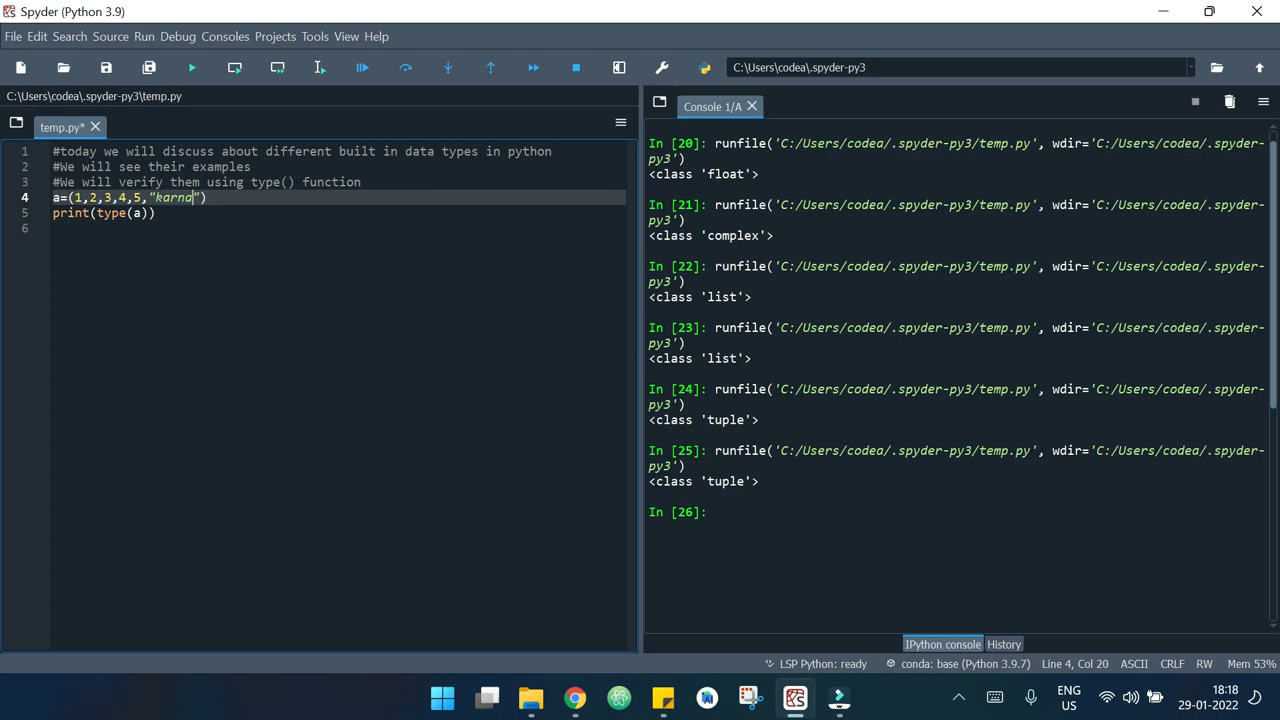 Spyder (Python 3.9)
File Edit Search Source Run Debug Consoles Projects Tools View Help
C:\Users\codea\.spyder-py3
C:\Users\codea\.spyder-py3\temp.py
temp.py*
Console 1/A
1 #today we will discuss about different built in data types in python
2 #We will see their examples
3 #We will verify them using type() function
4 a=(1,2,3,4,5,"karna")
5 print(type(a))
6
In [20]: runfile('C:/Users/codea/.spyder-py3/temp.py', wdir='C:/Users/codea/.spyder-
py3')
<class 'float'>
In [21]: runfile('C:/Users/codea/.spyder-py3/temp.py', wdir='C:/Users/codea/.spyder-
py3')
<class 'complex'>
In [22]: runfile('C:/Users/codea/.spyder-py3/temp.py', wdir='C:/Users/codea/.spyder-
py3')
<class 'list'>
In [23]: runfile('C:/Users/codea/.spyder-py3/temp.py', wdir='C:/Users/codea/.spyder-
py3')
<class 'list'>
In [24]: runfile('C:/Users/codea/.spyder-py3/temp.py', wdir='C:/Users/codea/.spyder-
py3')
<class 'tuple'>
In [25]: runfile('C:/Users/codea/.spyder-py3/temp.py', wdir='C:/Users/codea/.spyder-
py3')
<class 'tuple'>
In [26]:
IPython console History
LSP Python: ready conda: base (Python 3.9.7) Line 4, Col 20 ASCII CRLF RW Mem 53%
ENG
US
18:18
29-01-2022